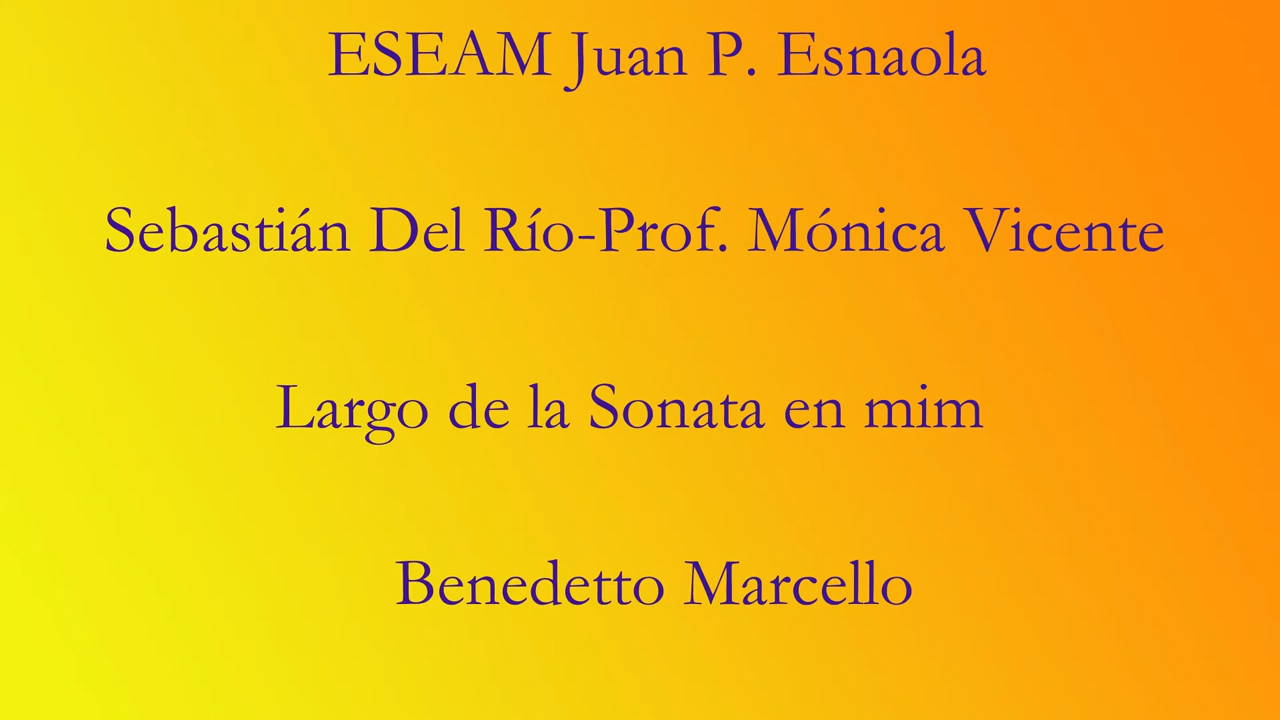 ESEAM Juan P. Esnaola
Sebastián Del Río-Prof. Mónica Vicente
Largo de la Sonata en mim
Benedetto Marcello